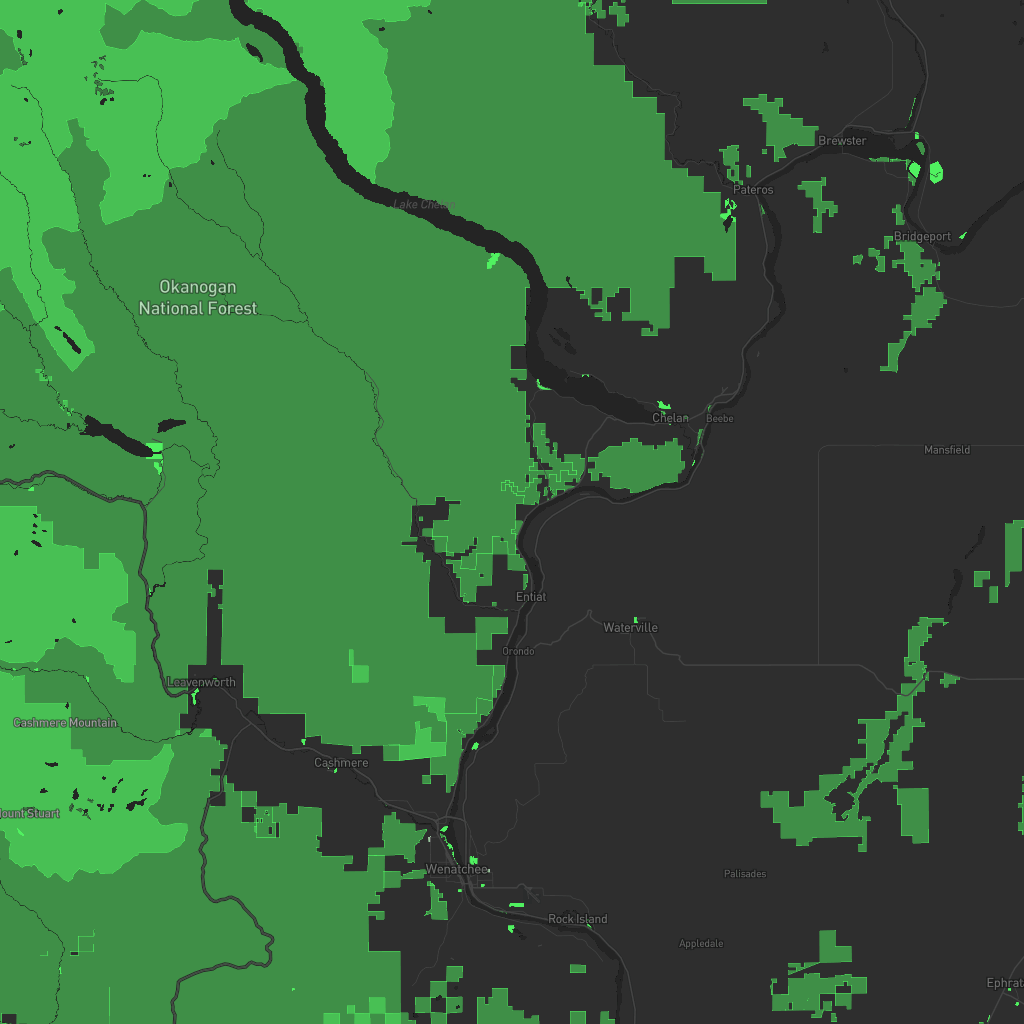 Brewster
Pateros
Lake Chelan
Bridgeport
Okanogan
National Forest
Chelan
Beebe
Mansfield
Entiat
Waterville
Orondo
Leavenworth
Cashmere Mountain
Cashmere
ount Stuart
Wenatchee
Palisades
Rock Island
Appledale
Ephrat